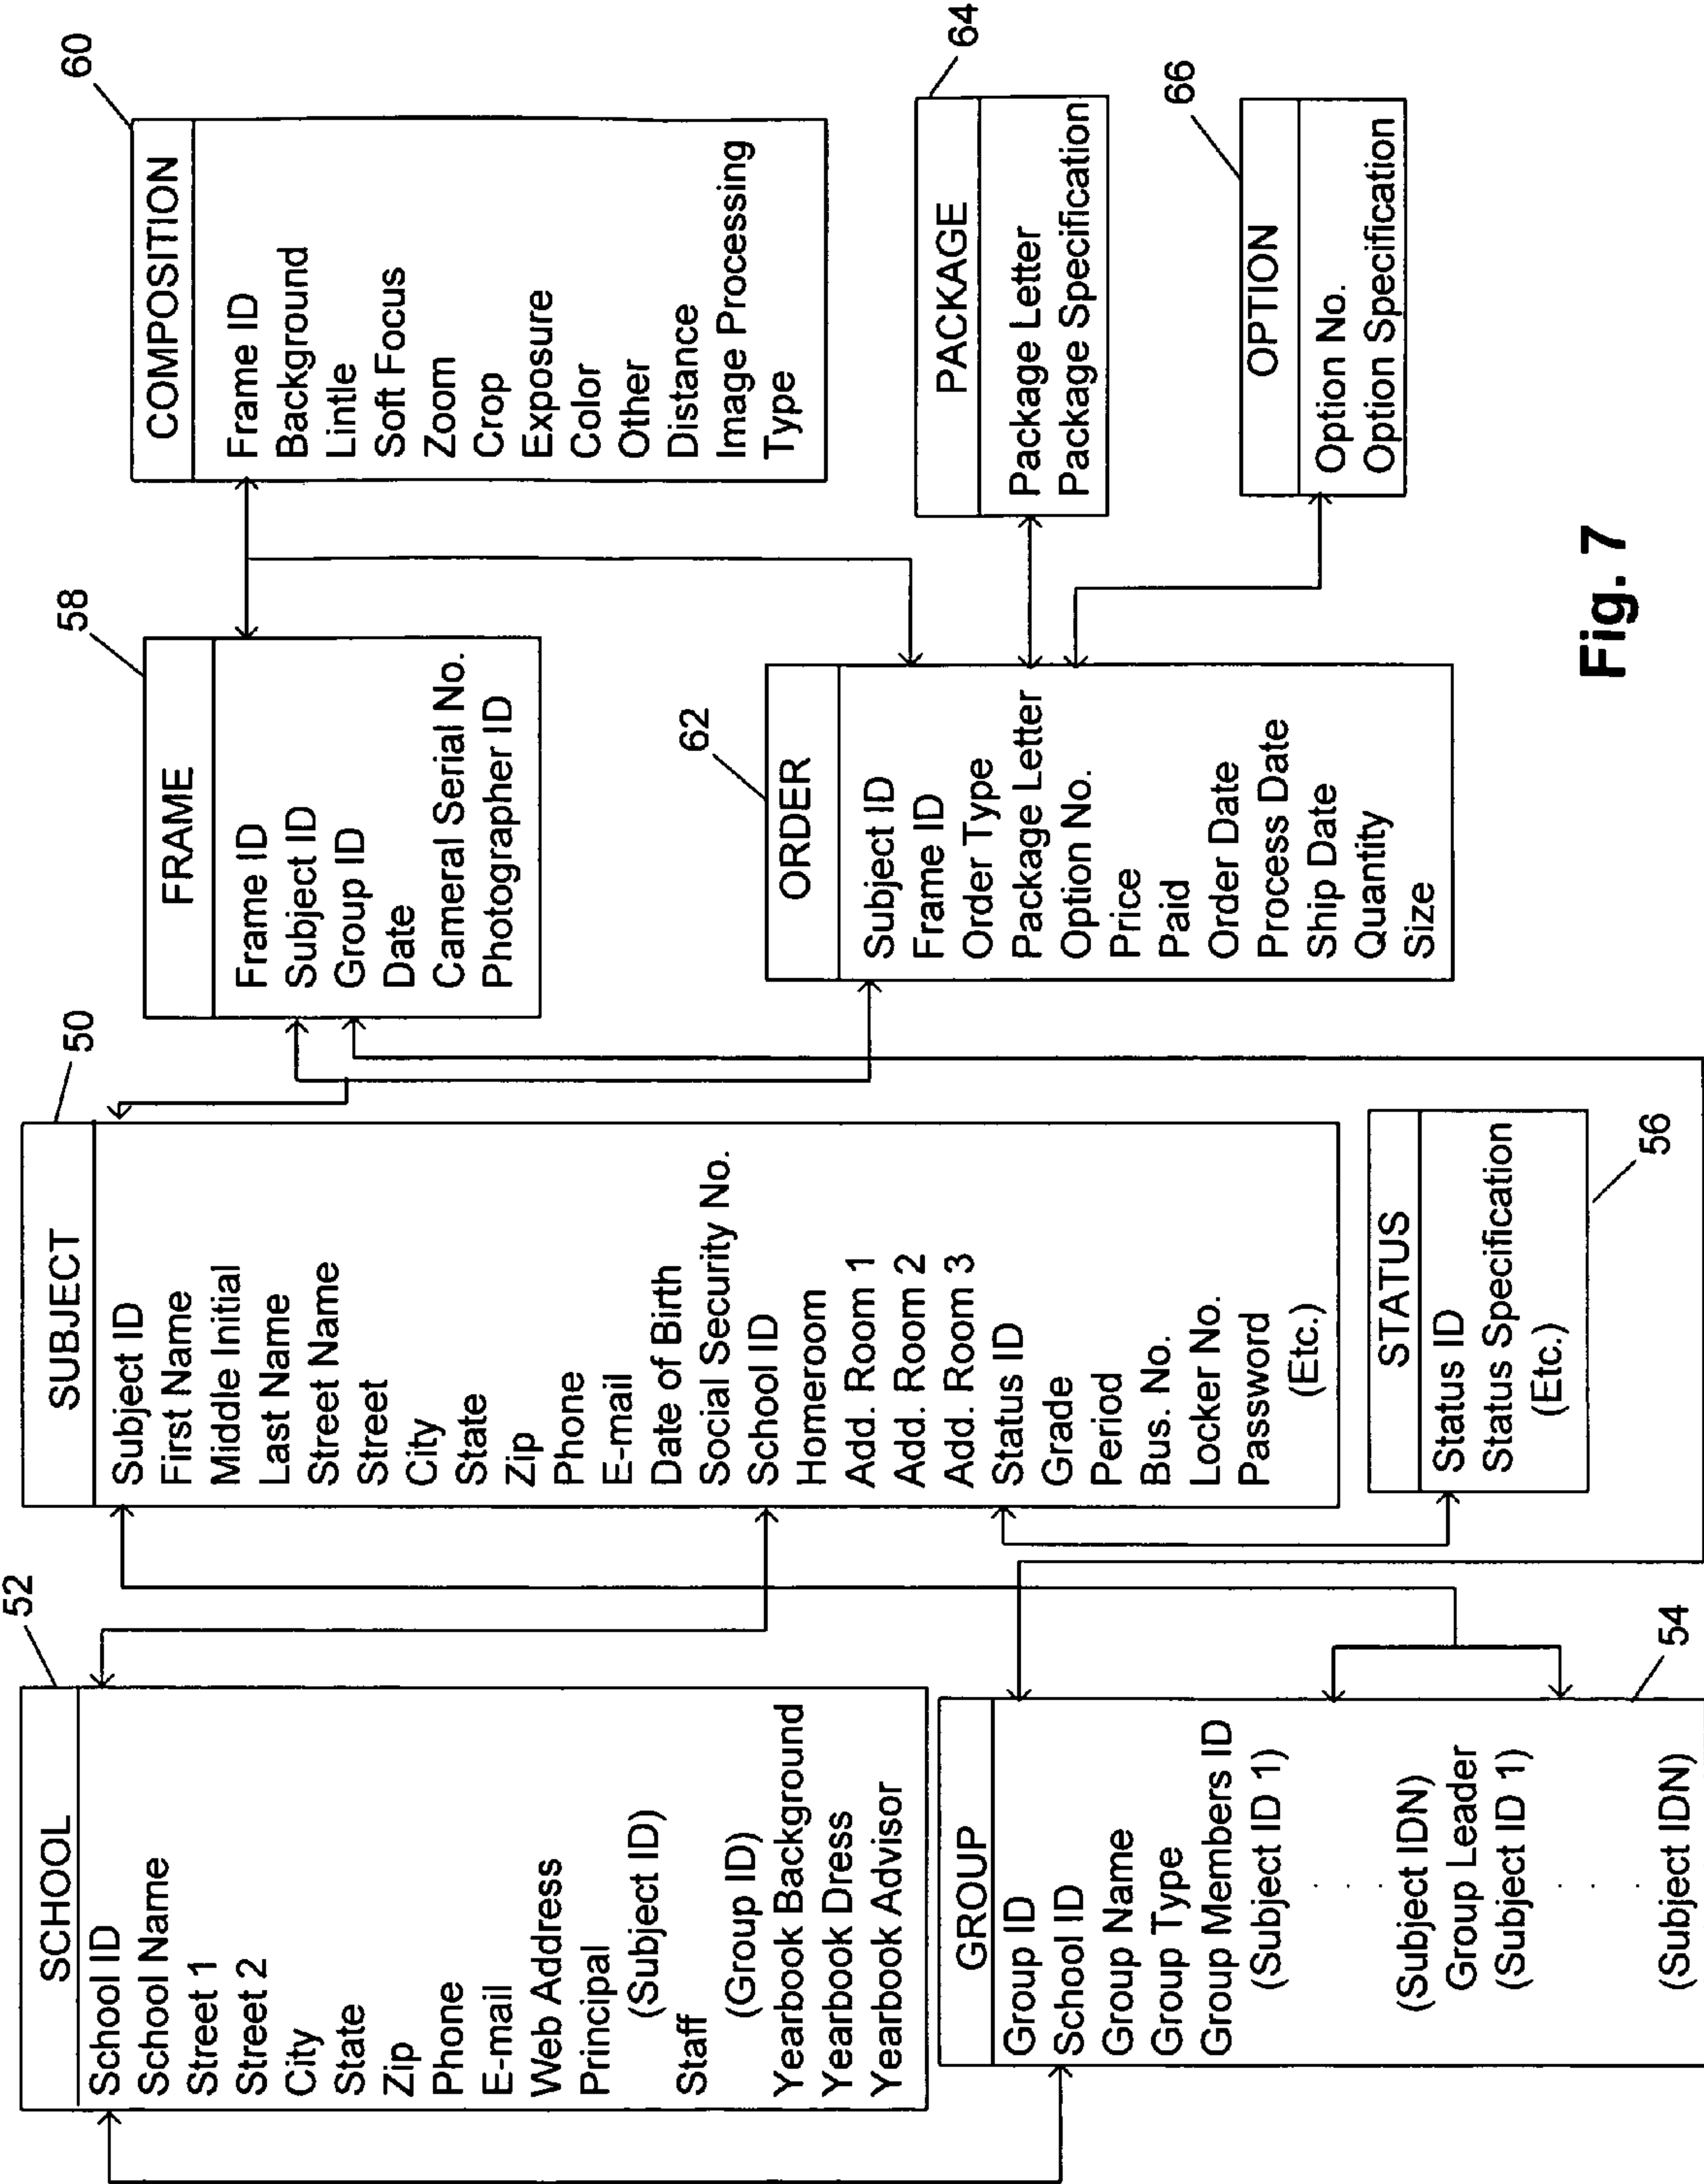 52
SCHOOL
School ID
School Name
Street 1
Street 2
City
State
Zip
Phone
E-mail
Web Address
Principal
(Subject ID)
Staff
(Group ID)
Yearbook Background
Yearbook Dress
Yearbook Advisor
GROUP
Group ID
School ID
Group Name
Group Type
Group Members ID
(Subject ID 1)
.
.
.
(Subject IDN)
Group Leader
(Subject ID 1)
.
.
.
(Subject IDN)
54
50
SUBJECT
Subject ID
First Name
Middle Initial
Last Name
Street Name
Street
City
State
Zip
Phone
E-mail
Date of Birth
Social Security No.
School ID
Homeroom
Add. Room 1
Add. Room 2
Add. Room 3
Status ID
Grade
Period
Bus. No.
Locker No.
Password
(Etc.)
STATUS
Status ID
Status Specification
(Etc.)
56
58
FRAME
Frame ID
Subject ID
Group ID
Date
Cameral Serial No.
Photographer ID
62
ORDER
Subject ID
Frame ID
Order Type
Package Letter
Option No.
Price
Paid
Order Date
Process Date
Ship Date
Quantity
Size
60
COMPOSITION
Frame ID
Background
Lintle
Soft Focus
Zoom
Crop
Exposure
Color
Other
Distance
Image Processing
Type
64
PACKAGE
Package Letter
Package Specification
66
OPTION
Option No.
Option Specification
Fig. 7